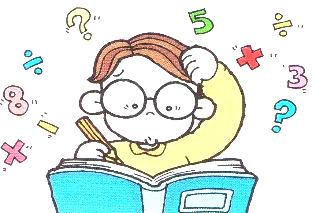 ? 5 ÷
÷ × 3
8 - ?
×